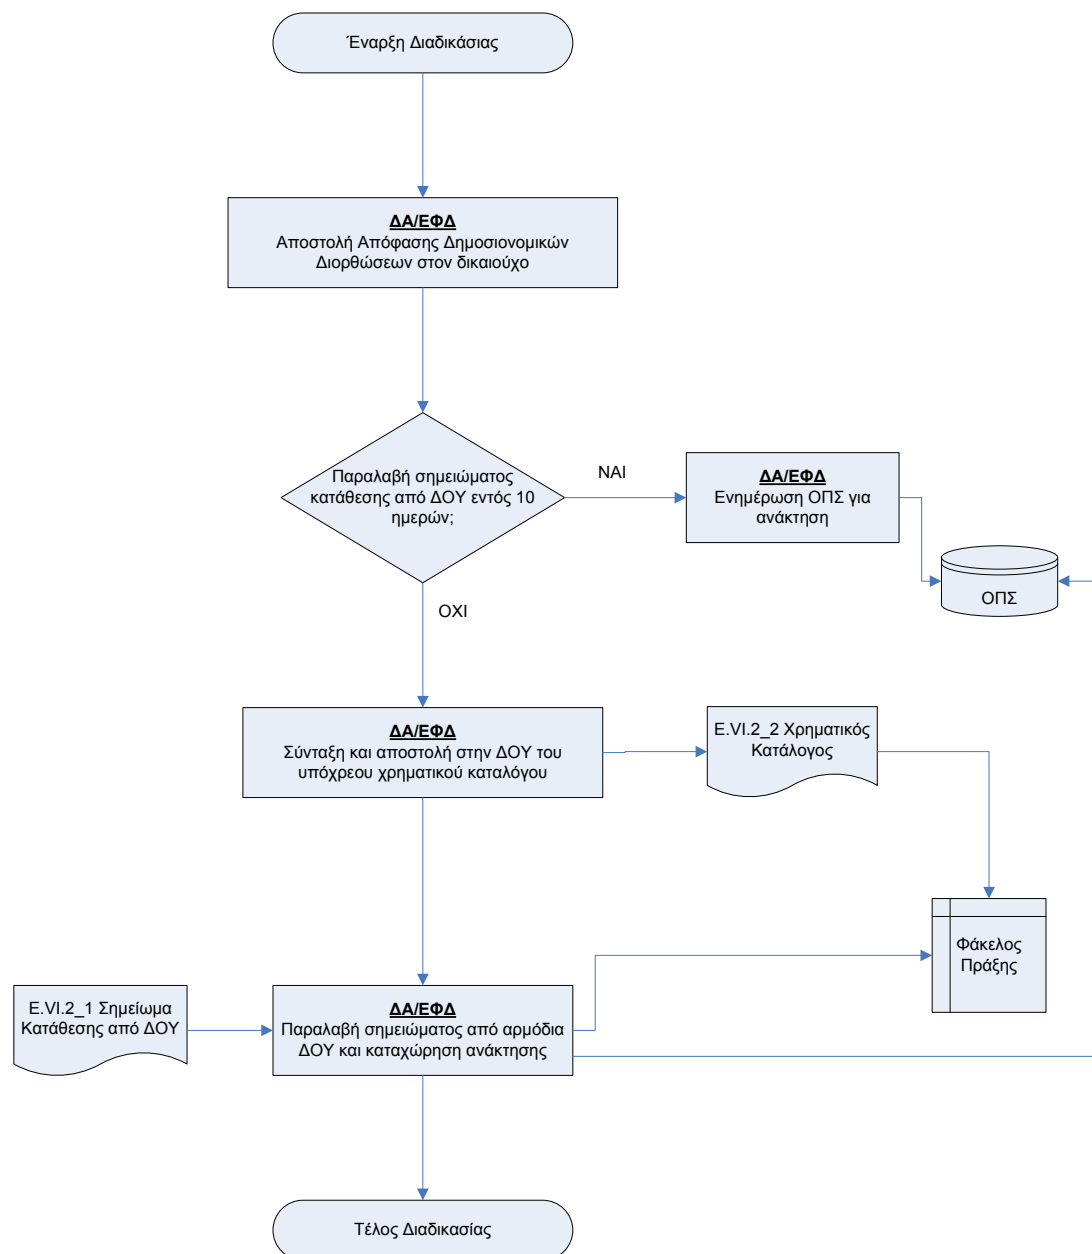 Έναρξη Διαδικάσιας
ΔΑ/ΕΦΔ
Αποστολή Απόφασης Δημοσιονομικών
Διορθώσεων στον δικαιούχο
Παραλαβή σημειώματος
κατάθεσης από ΔΟΥ εντός 10
ημερών;
ΝΑΙ
ΔΑ/ΕΦΔ
Ενημέρωση ΟΠΣ για
ανάκτηση
ΟΠΣ
ΟΧΙ
ΔΑ/ΕΦΔ
Σύνταξη και αποστολή στην ΔΟΥ του
υπόχρεου χρηματικού καταλόγου
Ε.VI.2_2 Χρηματικός
Κατάλογος
Φάκελος
Πράξης
Ε.VI.2_1 Σημείωμα
Κατάθεσης από ΔΟΥ
ΔΑ/ΕΦΔ
Παραλαβή σημειώματος από αρμόδια
ΔΟΥ και καταχώρηση ανάκτησης
Τέλος Διαδικασίας